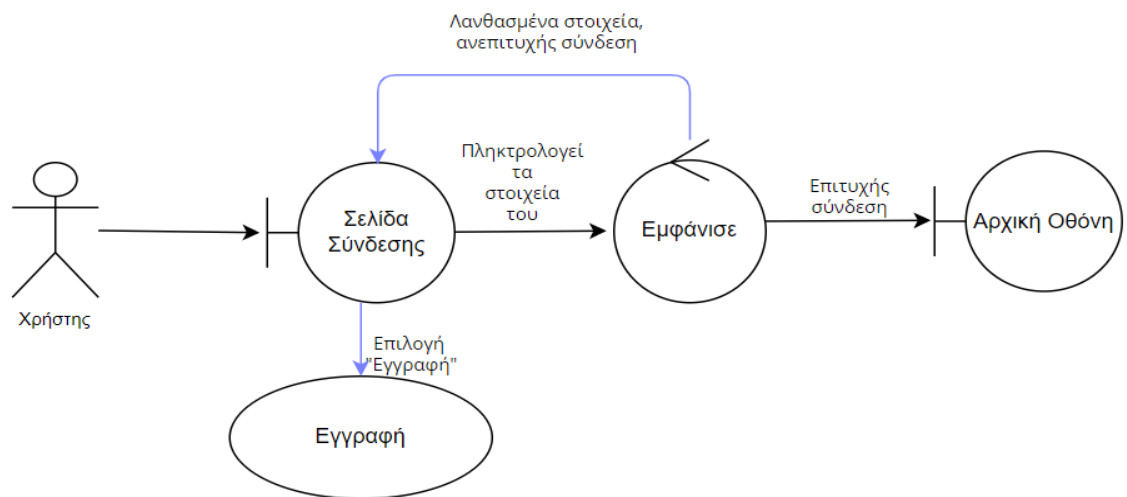 Λανθασμένα στοιχεία,
ανεπιτυχής σύνδεση
Πληκτρολογεί
τα
στοιχεία
του
Επιτυχής
σύνδεση
Σελίδα
Σύνδεσης
Εμφάνισε
Αρχική Οθόνη
Χρήστης
Επιλογή
"Εγγραφή"
Εγγραφή